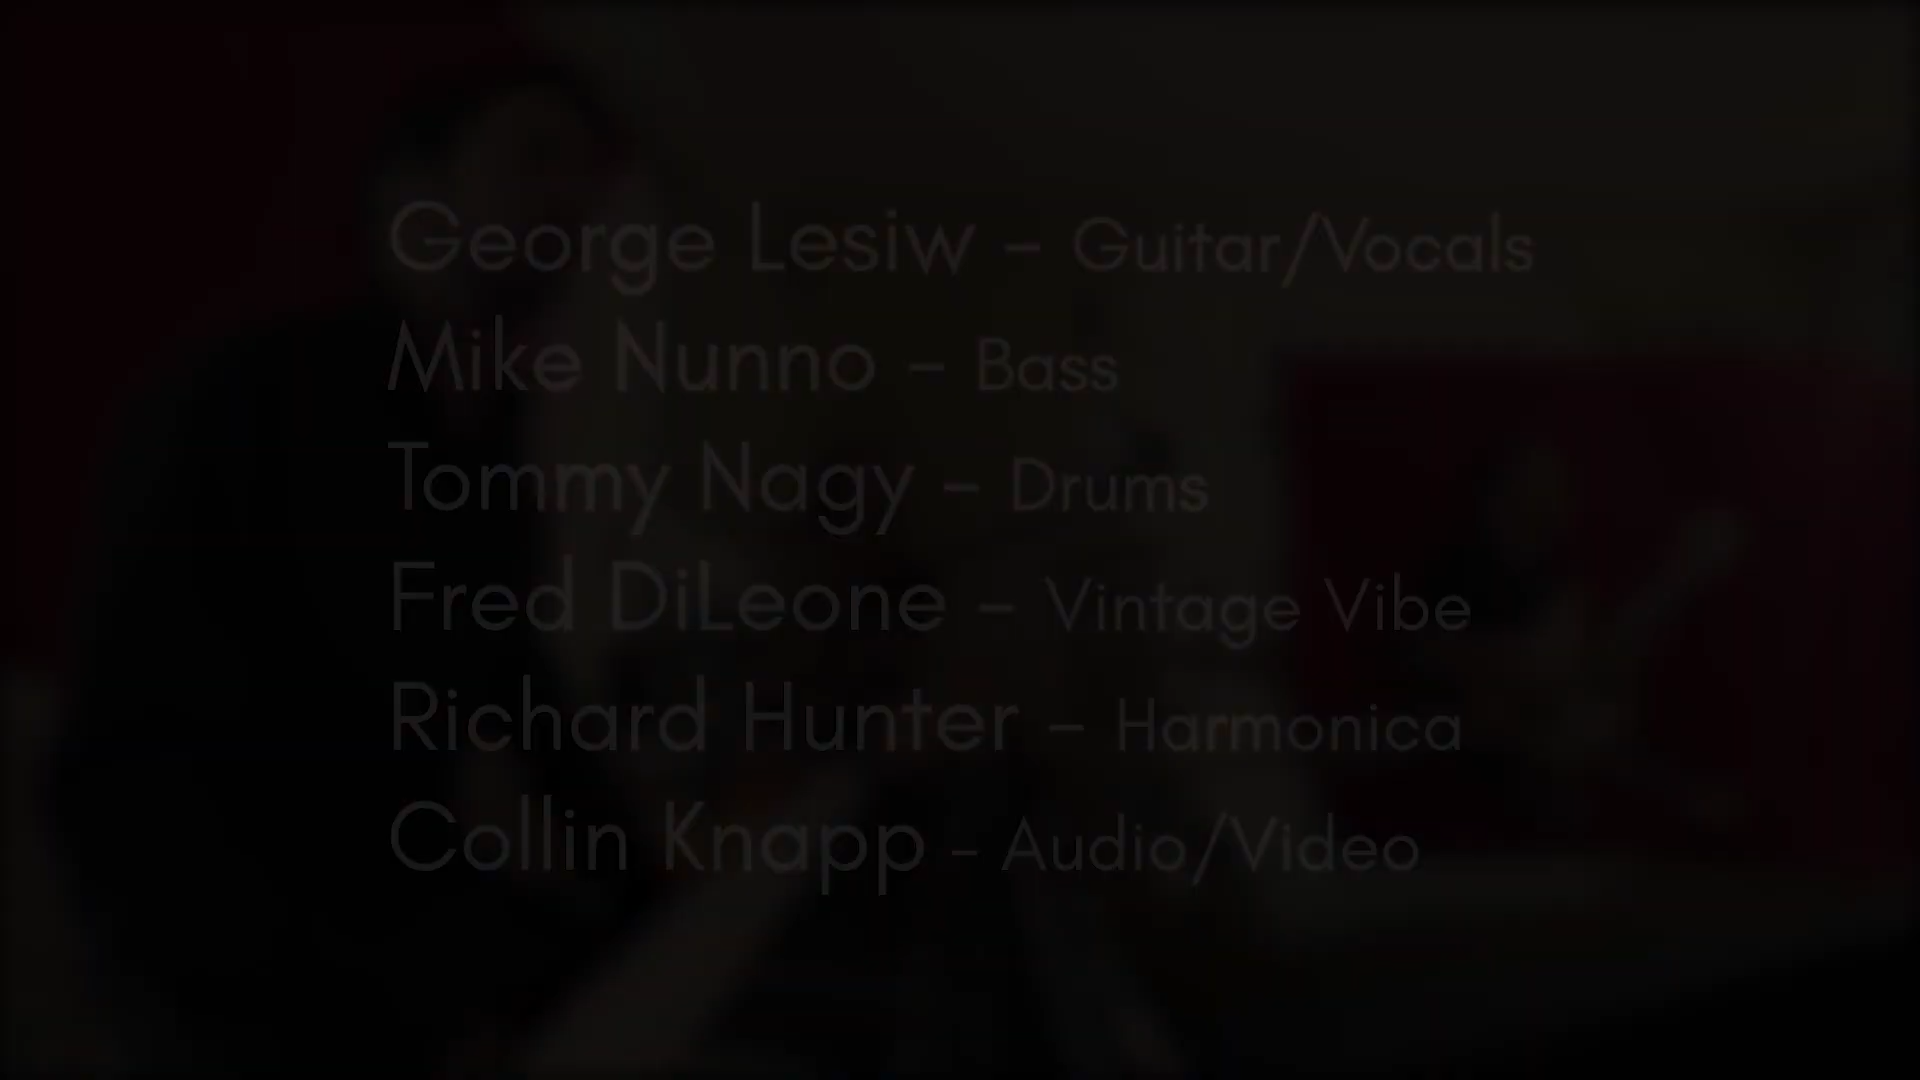 George Lesiw – Guitar/Vocals
Mike Nunno – Bass
Tommy Nagy – Drums
Fred DiLeone – Vintage Vibe
Richard Hunter – Harmonica
Collin Knapp - Audio/Video